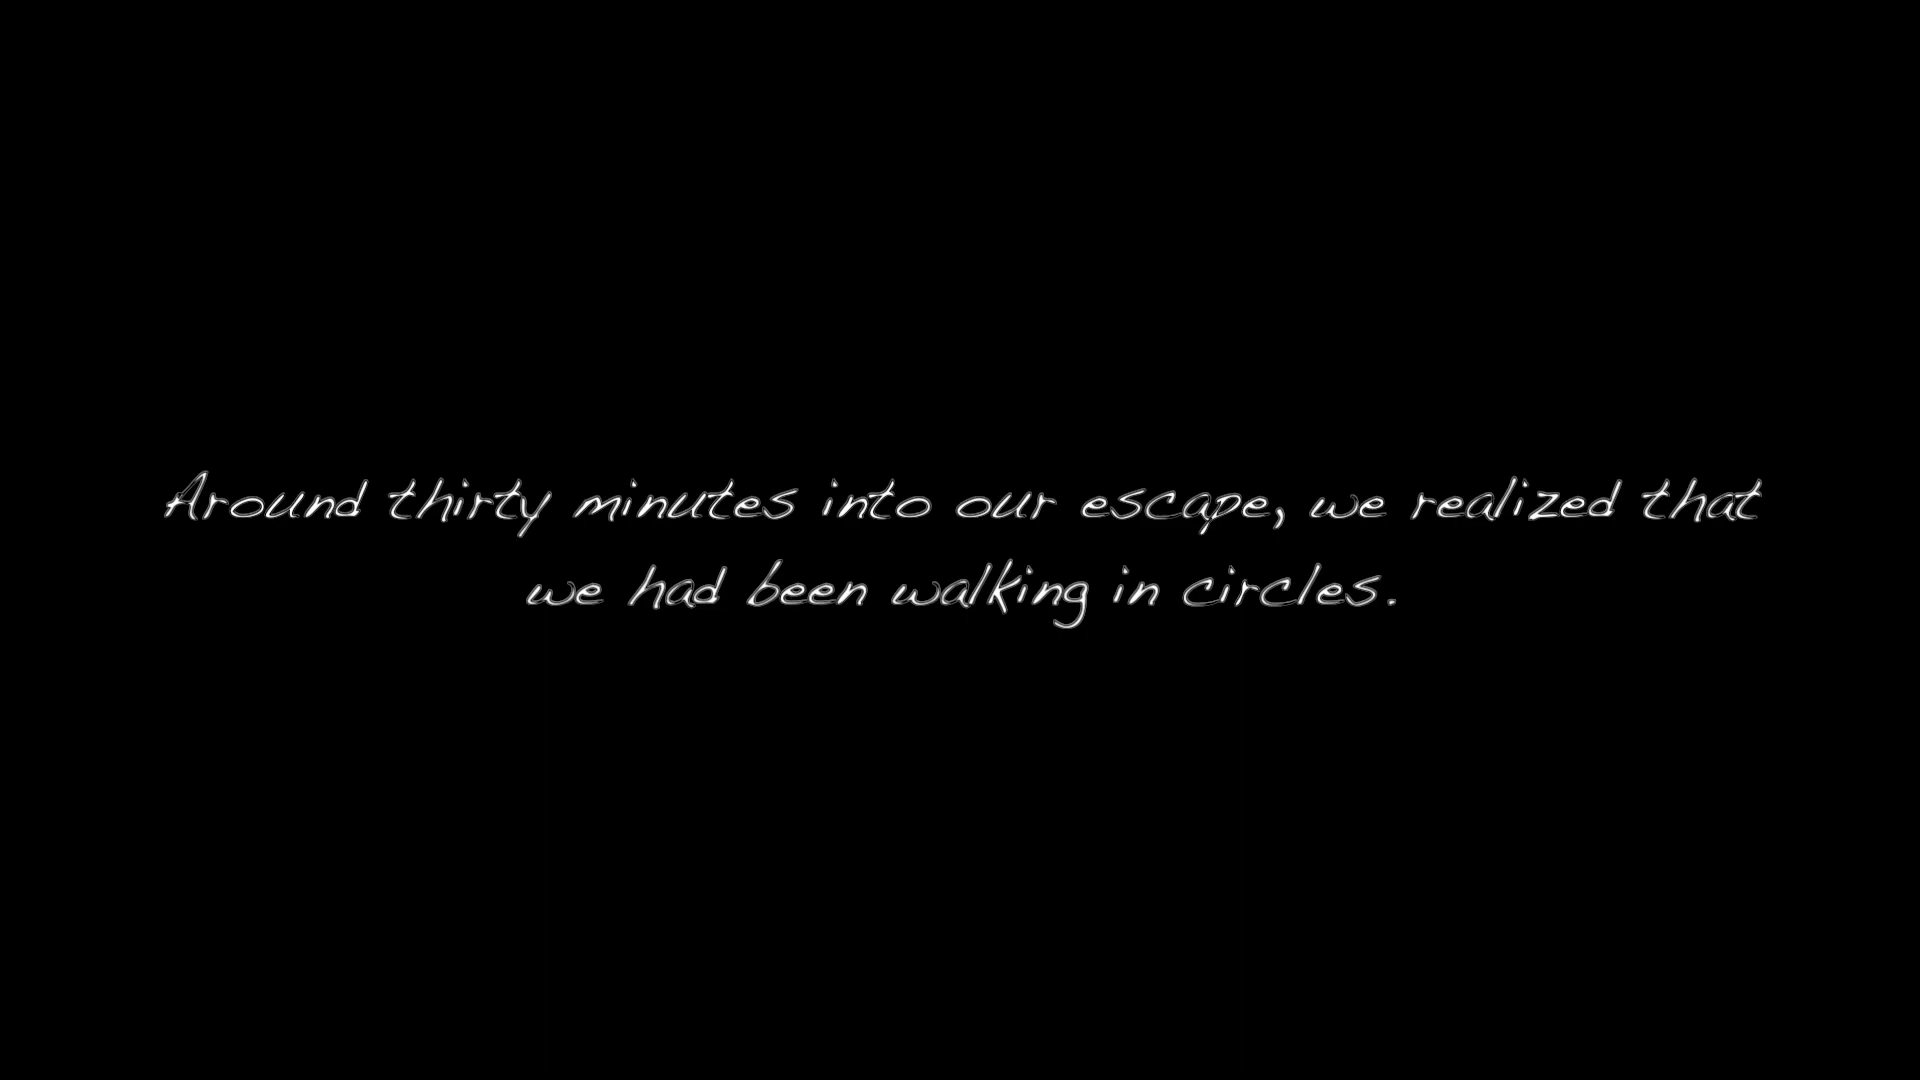 Around thirty minutes into our escape, we realized that
we had been walking in circles.